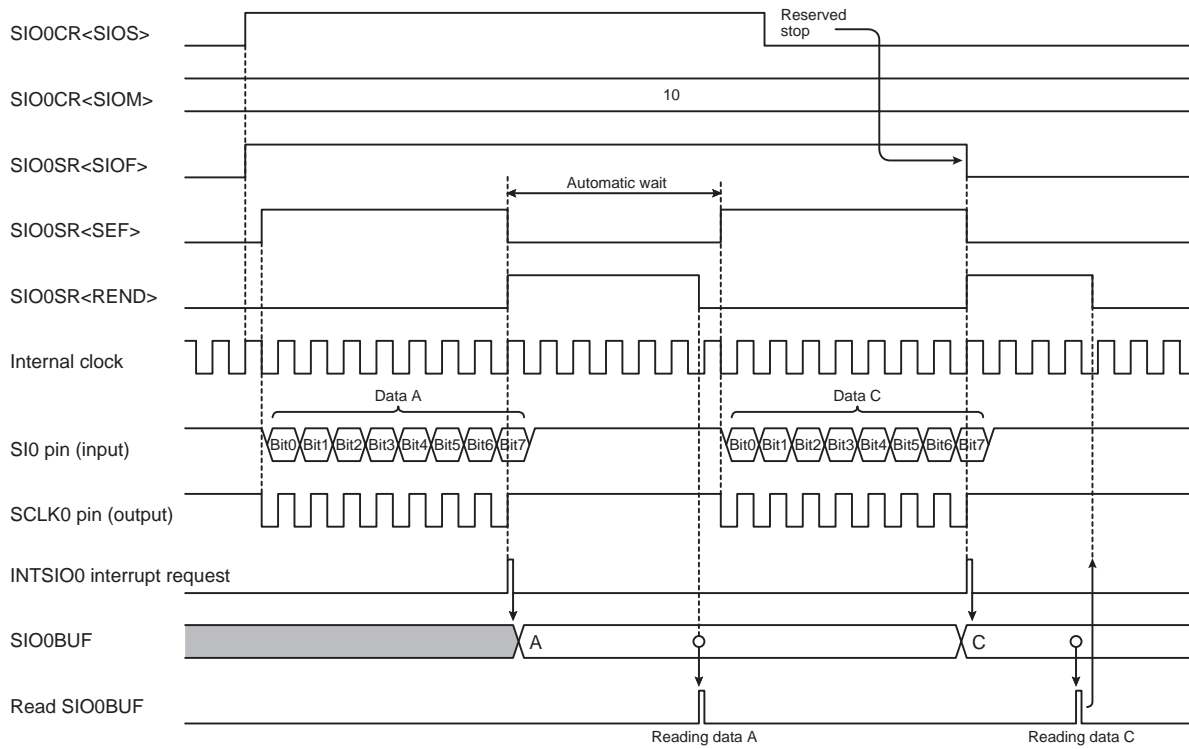 Reserved
stop
SIO0CR<SIOS>
SIO0CR<SIOM>
10
SIO0SR<SIOF>
Automatic wait
SIO0SR<SEF>
SIO0SR<REND>
Internal clock
Data A
Data C
SI0 pin (input)
Bit0 Bit1 Bit2 Bit3 Bit4 Bit5 Bit6 Bit7
Bit0 Bit1 Bit2 Bit3 Bit4 Bit5 Bit6 Bit7
SCLK0 pin (output)
INTSIO0 interrupt request
SIO0BUF
A
C
Read SIO0BUF
Reading data A
Reading data C